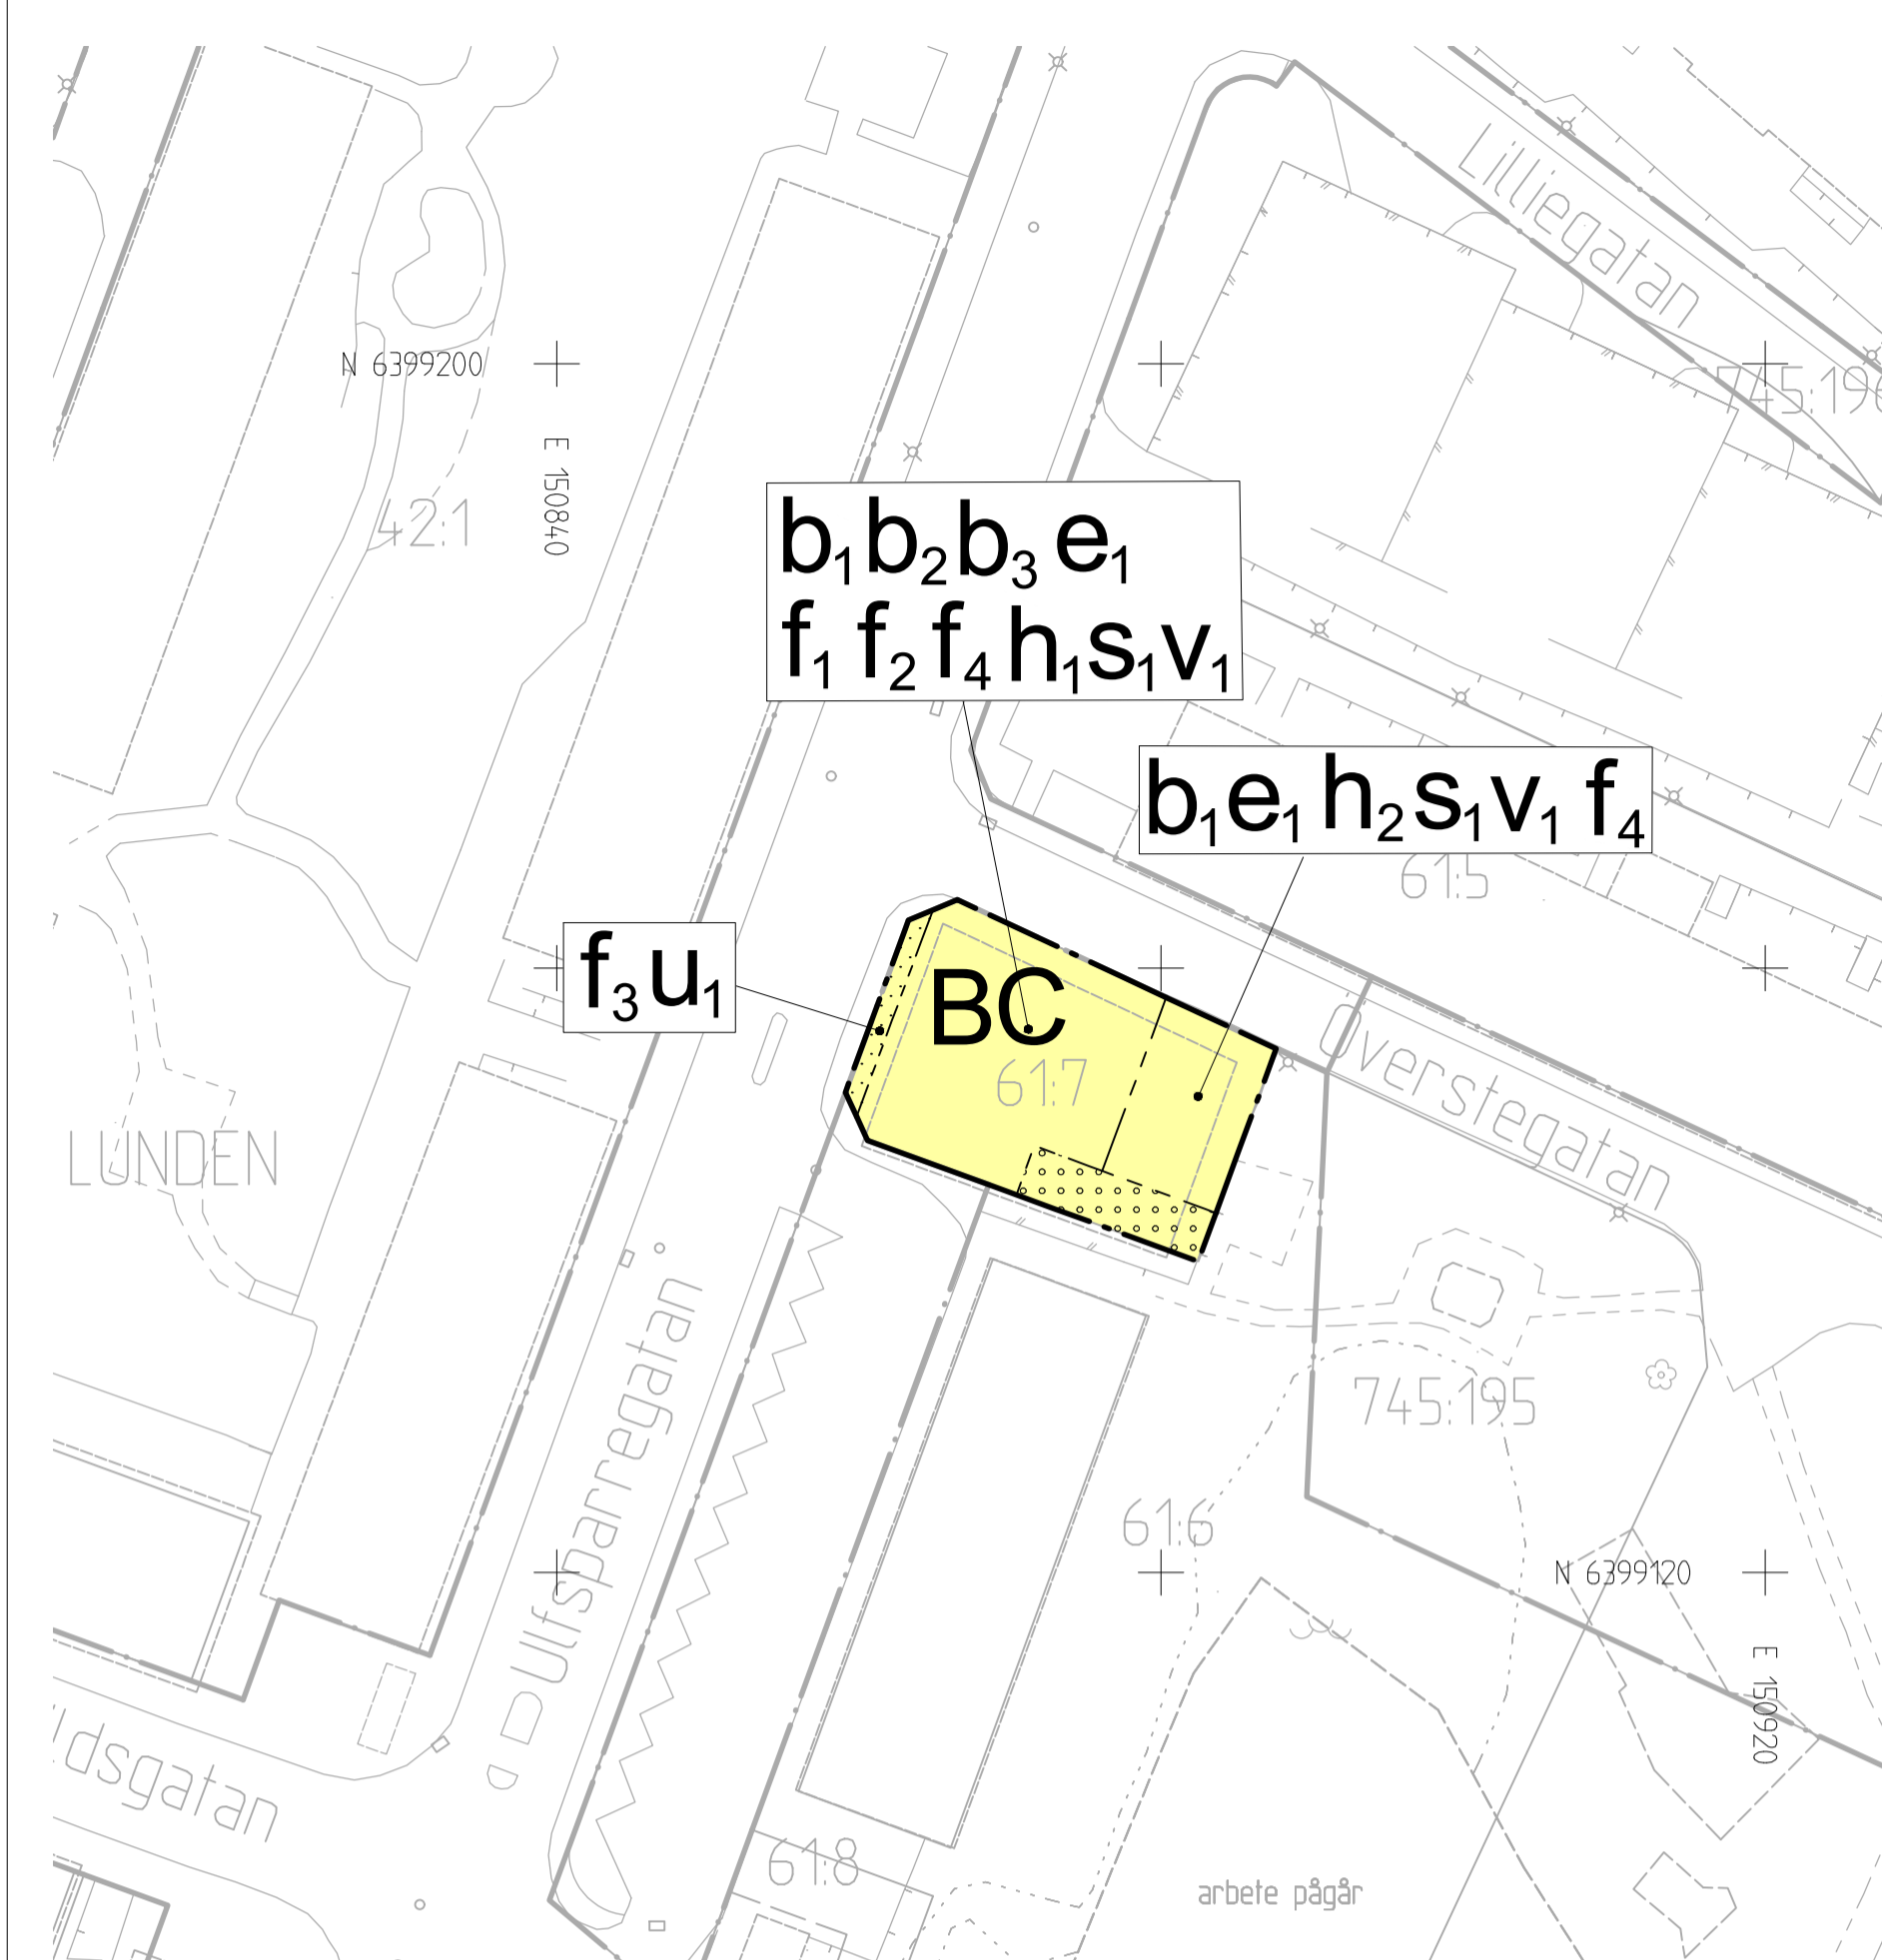 Liljegatan
N 6399200
745:196
E 150840
42:1
b₁ b₂ b₃ e₁
f₁ f₂ f₄ h₁ s₁ v₁
b₁ e₁ h₂ s₁ v₁ f₄
61:5
f₃ u₁
BC
61:7
Överstegatan
LUNDEN
Ulfsparregatan
745:195
61:6
N 6399120
E 150920
dsgatan
61:8
arbete pågår